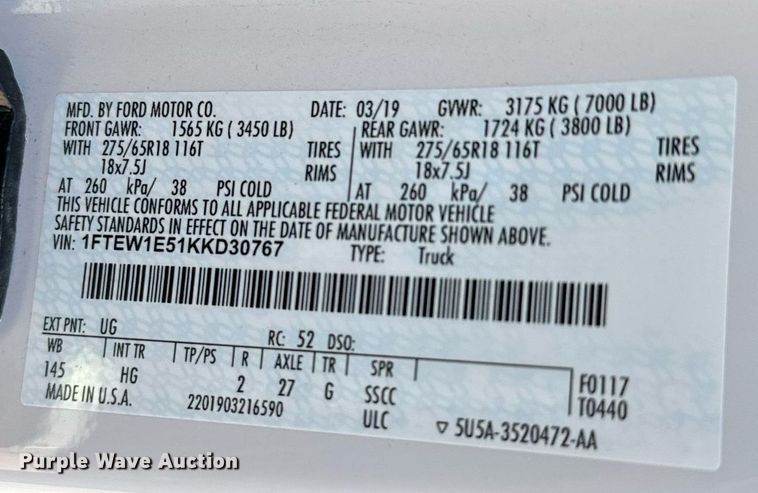 MFD. BY FORD MOTOR CO. DATE: 03/19 GVWR: 3175 KG ( 7000 LB)
FRONT GAWR: 1565 KG ( 3450 LB) REAR GAWR: 1724 KG ( 3800 LB)
WITH 275/65R18 116T TIRES WITH 275/65R18 116T TIRES
18x7.5J RIMS 18x7.5J RIMS
AT 260 kPa/ 38 PSI COLD AT 260 kPa/ 38 PSI COLD
THIS VEHICLE CONFORMS TO ALL APPLICABLE FEDERAL MOTOR VEHICLE
SAFETY STANDARDS IN EFFECT ON THE DATE OF MANUFACTURE SHOWN ABOVE.
VIN: 1FTEW1E51KKD30767 TYPE: Truck
EXT PNT: UG RC: 52 DSO:
WB INT TR TP/PS R AXLE TR SPR F0117
145 HG 2 27 G SSCC T0440
MADE IN USA 2201903216590 ULC ▽ 5U5A-3520472-AA
Purple Wave Auction